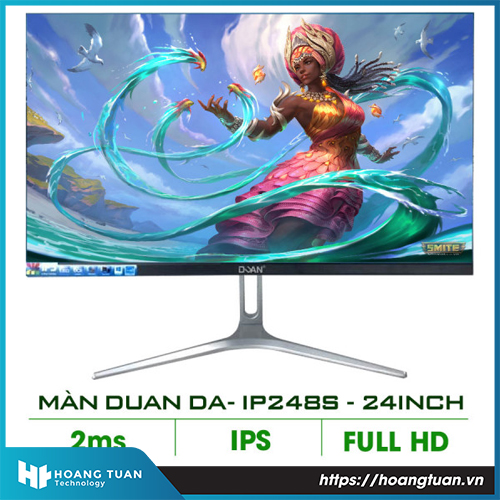 SMITE
DUAN
MÀN DUAN DA- IP248S - 24INCH
2ms
IPS
FULL HD
HOANG TUAN
Technology
https://hoangtuan.vn